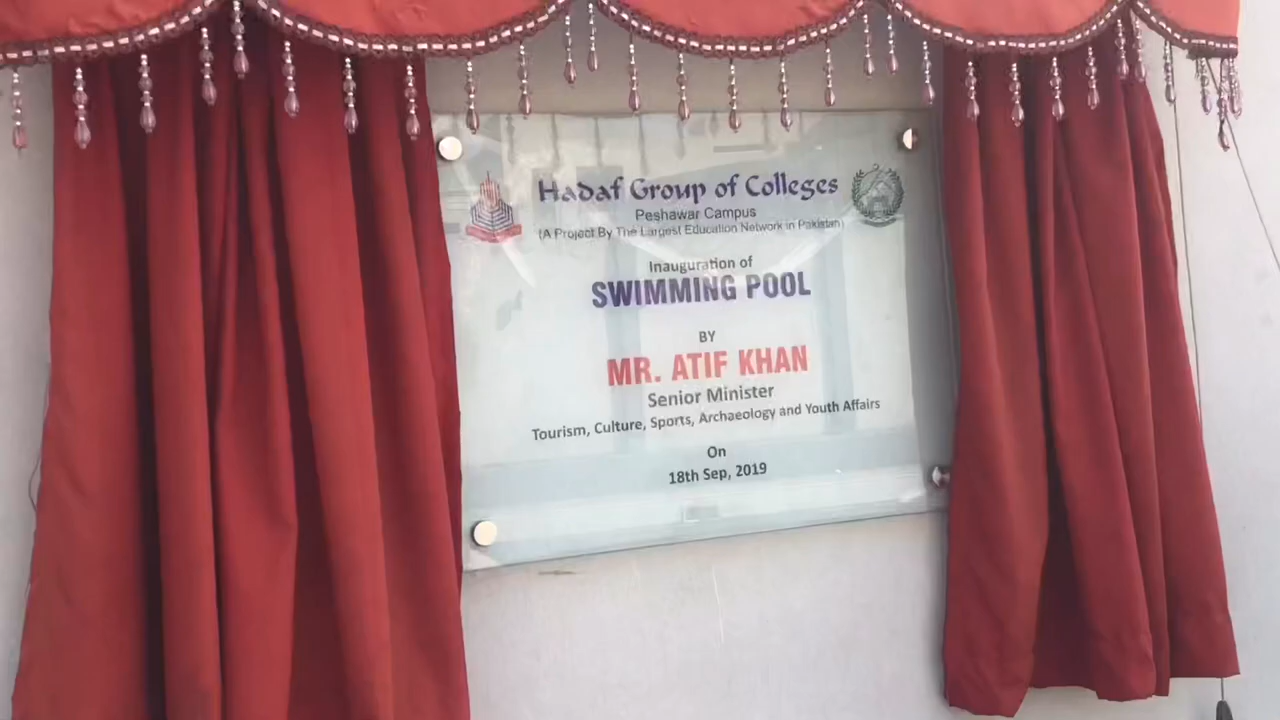 Hadaf Group of Colleges
Peshawar Campus
(A Project By The Largest Education Network in Pakistan)
Inauguration of
SWIMMING POOL
BY
MR. ATIF KHAN
Senior Minister
Tourism, Culture, Sports, Archaeology and Youth Affairs
On
18th Sep, 2019